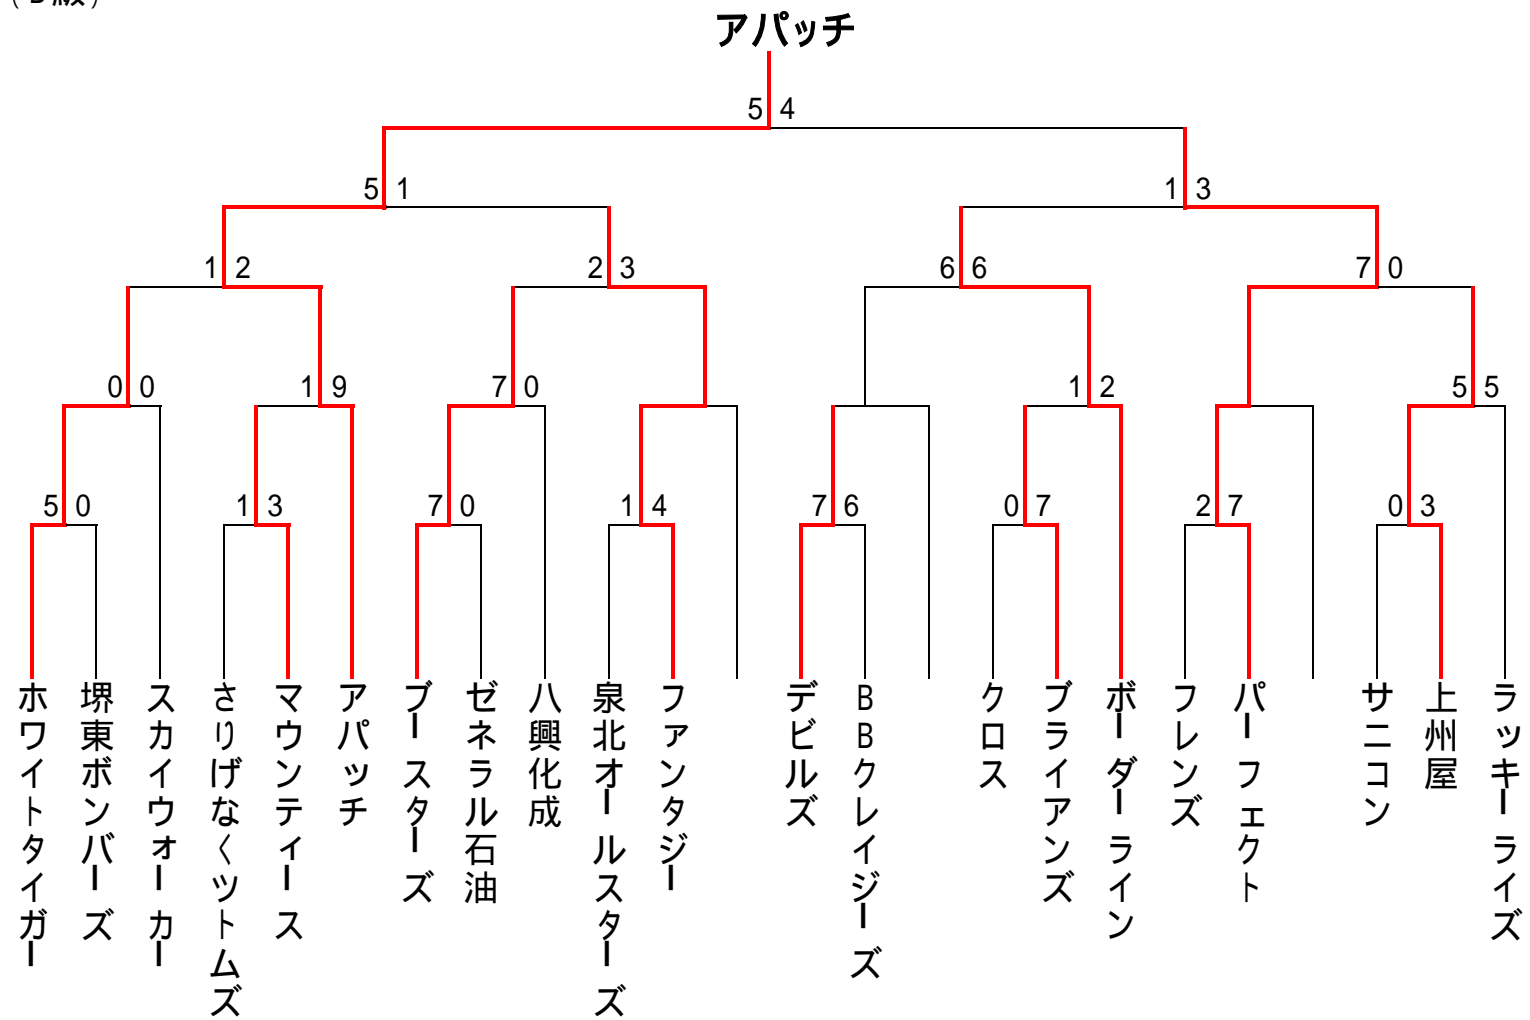 アパッチ
5 4
5 1
1 3
1 2
2 3
6 6
7 0
0 0
1 9
7 0
1 2
5 5
5 0
1 3
7 0
1 4
7 6
0 7
2 7
0 3
ホワイトタイガー
堺東ボンバーズ
スカイウォーカー
さりげなくツトムズ
マウンティース
アパッチ
ブースターズ
ゼネラル石油
八興化成
泉北オールスターズ
ファンタジー
デビルズ
BBクレイジーズ
クロス
ブライアンズ
ボーダーライン
フレンズ
パーフェクト
サニコン
上州屋
ラッキーライズ